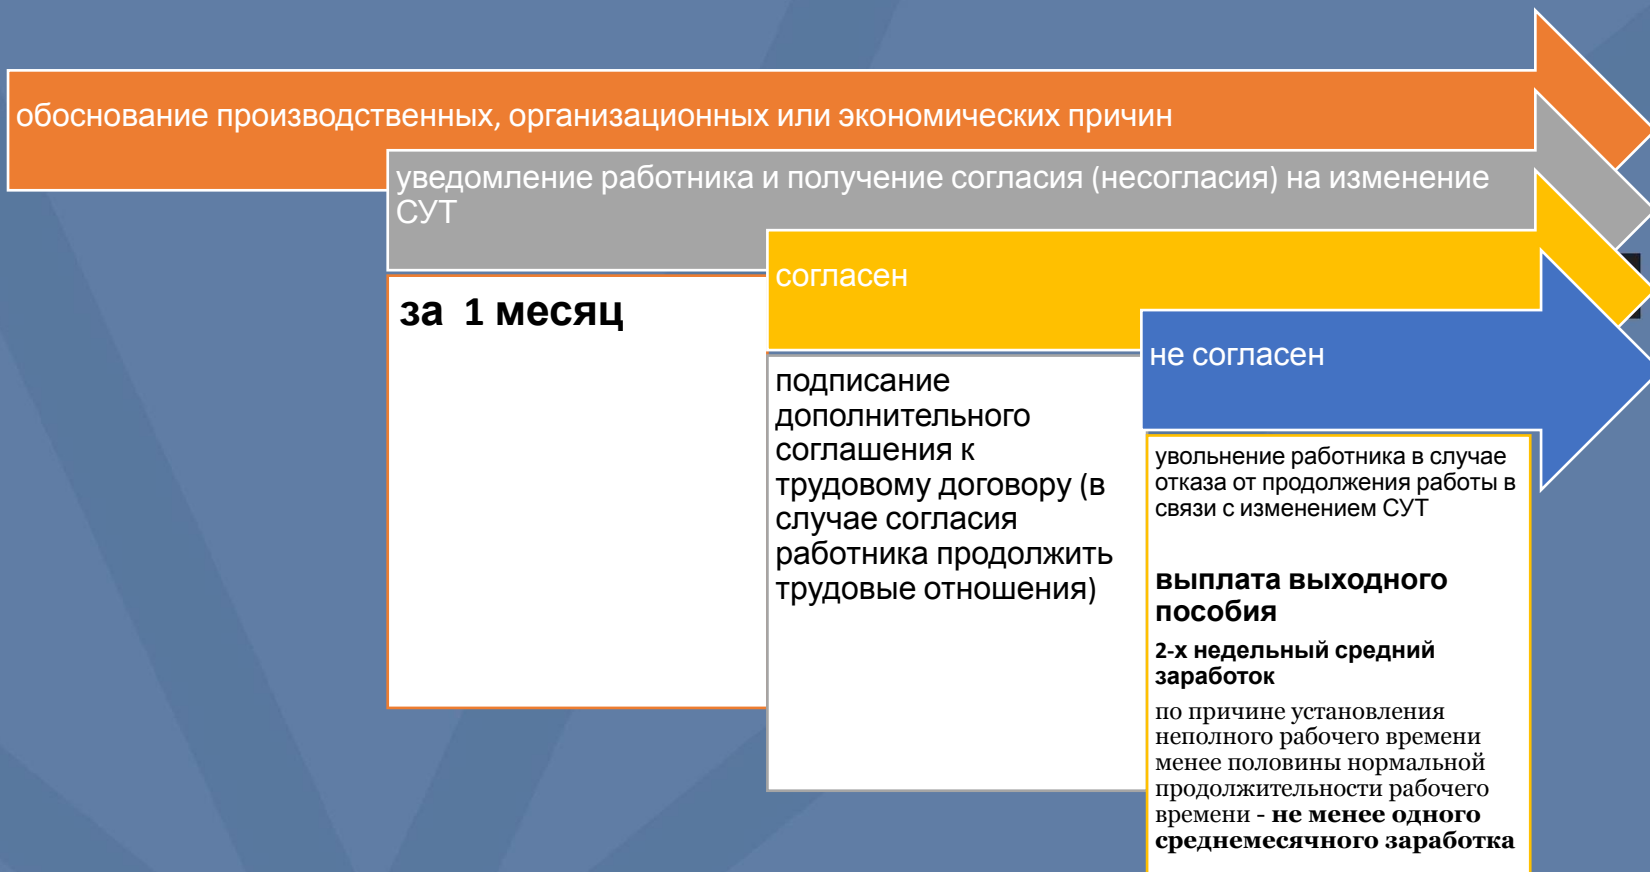 обоснование производственных, организационных или экономических причин
уведомление работника и получение согласия (несогласия) на изменение
СУТ
за 1 месяц
согласен
подписание
дополнительного
соглашения к
трудовому договору (в
случае согласия
работника продолжить
трудовые отношения)
не согласен
увольнение работника в случае
отказа от продолжения работы в
связи с изменением СУТ
выплата выходного
пособия
2-х недельный средний
заработок
по причине установления
неполного рабочего времени
менее половины нормальной
продолжительности рабочего
времени - не менее одного
среднемесячного заработка